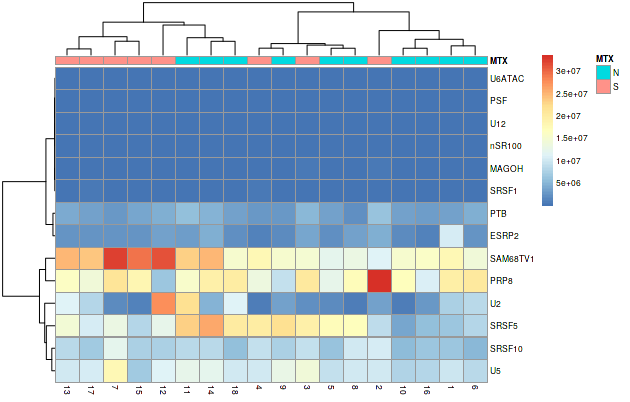 MTX
U6ATAC
PSF
U12
nSR100
MAGOH
SRSF1
PTB
ESRP2
SAM68TV1
PRP8
U2
SRSF5
SRSF10
U5
13 17 7 15 12 11 14 18 4 9 3 5 8 2 10 16 1 6
3e+07
2.5e+07
2e+07
1.5e+07
1e+07
5e+06
MTX
N
S